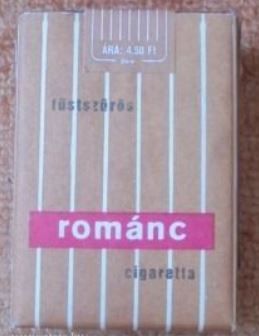 ÁRA: 4.50 Ft
füstszűrős
románc
cigaretta